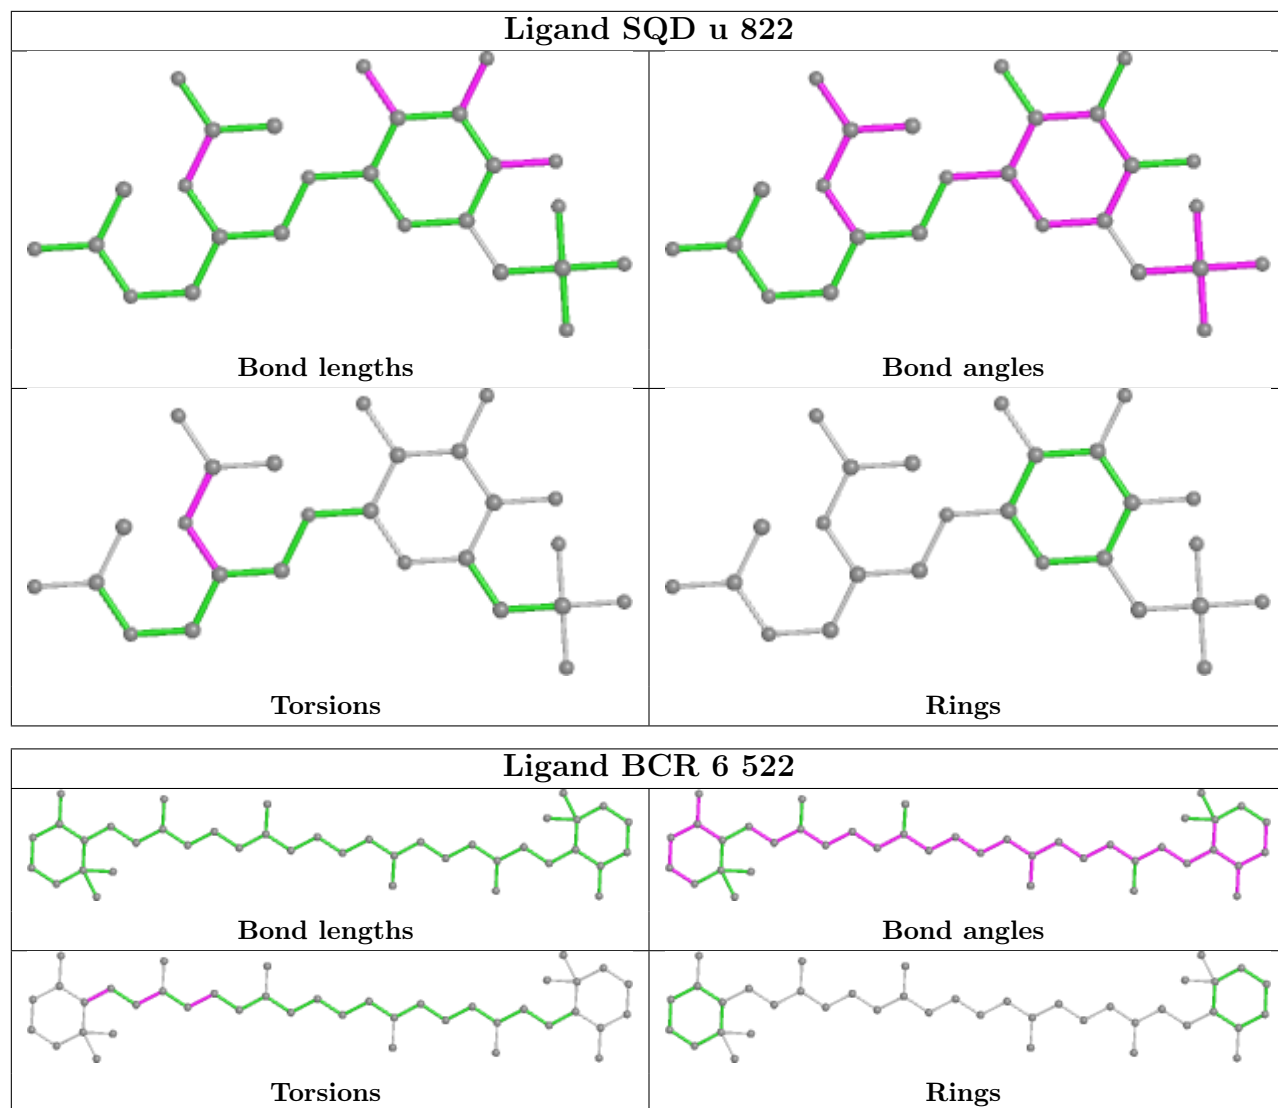 Ligand SQD u 822
Bond lengths
Bond angles
Torsions
Rings
Ligand BCR 6 522
Bond lengths
Bond angles
Torsions
Rings